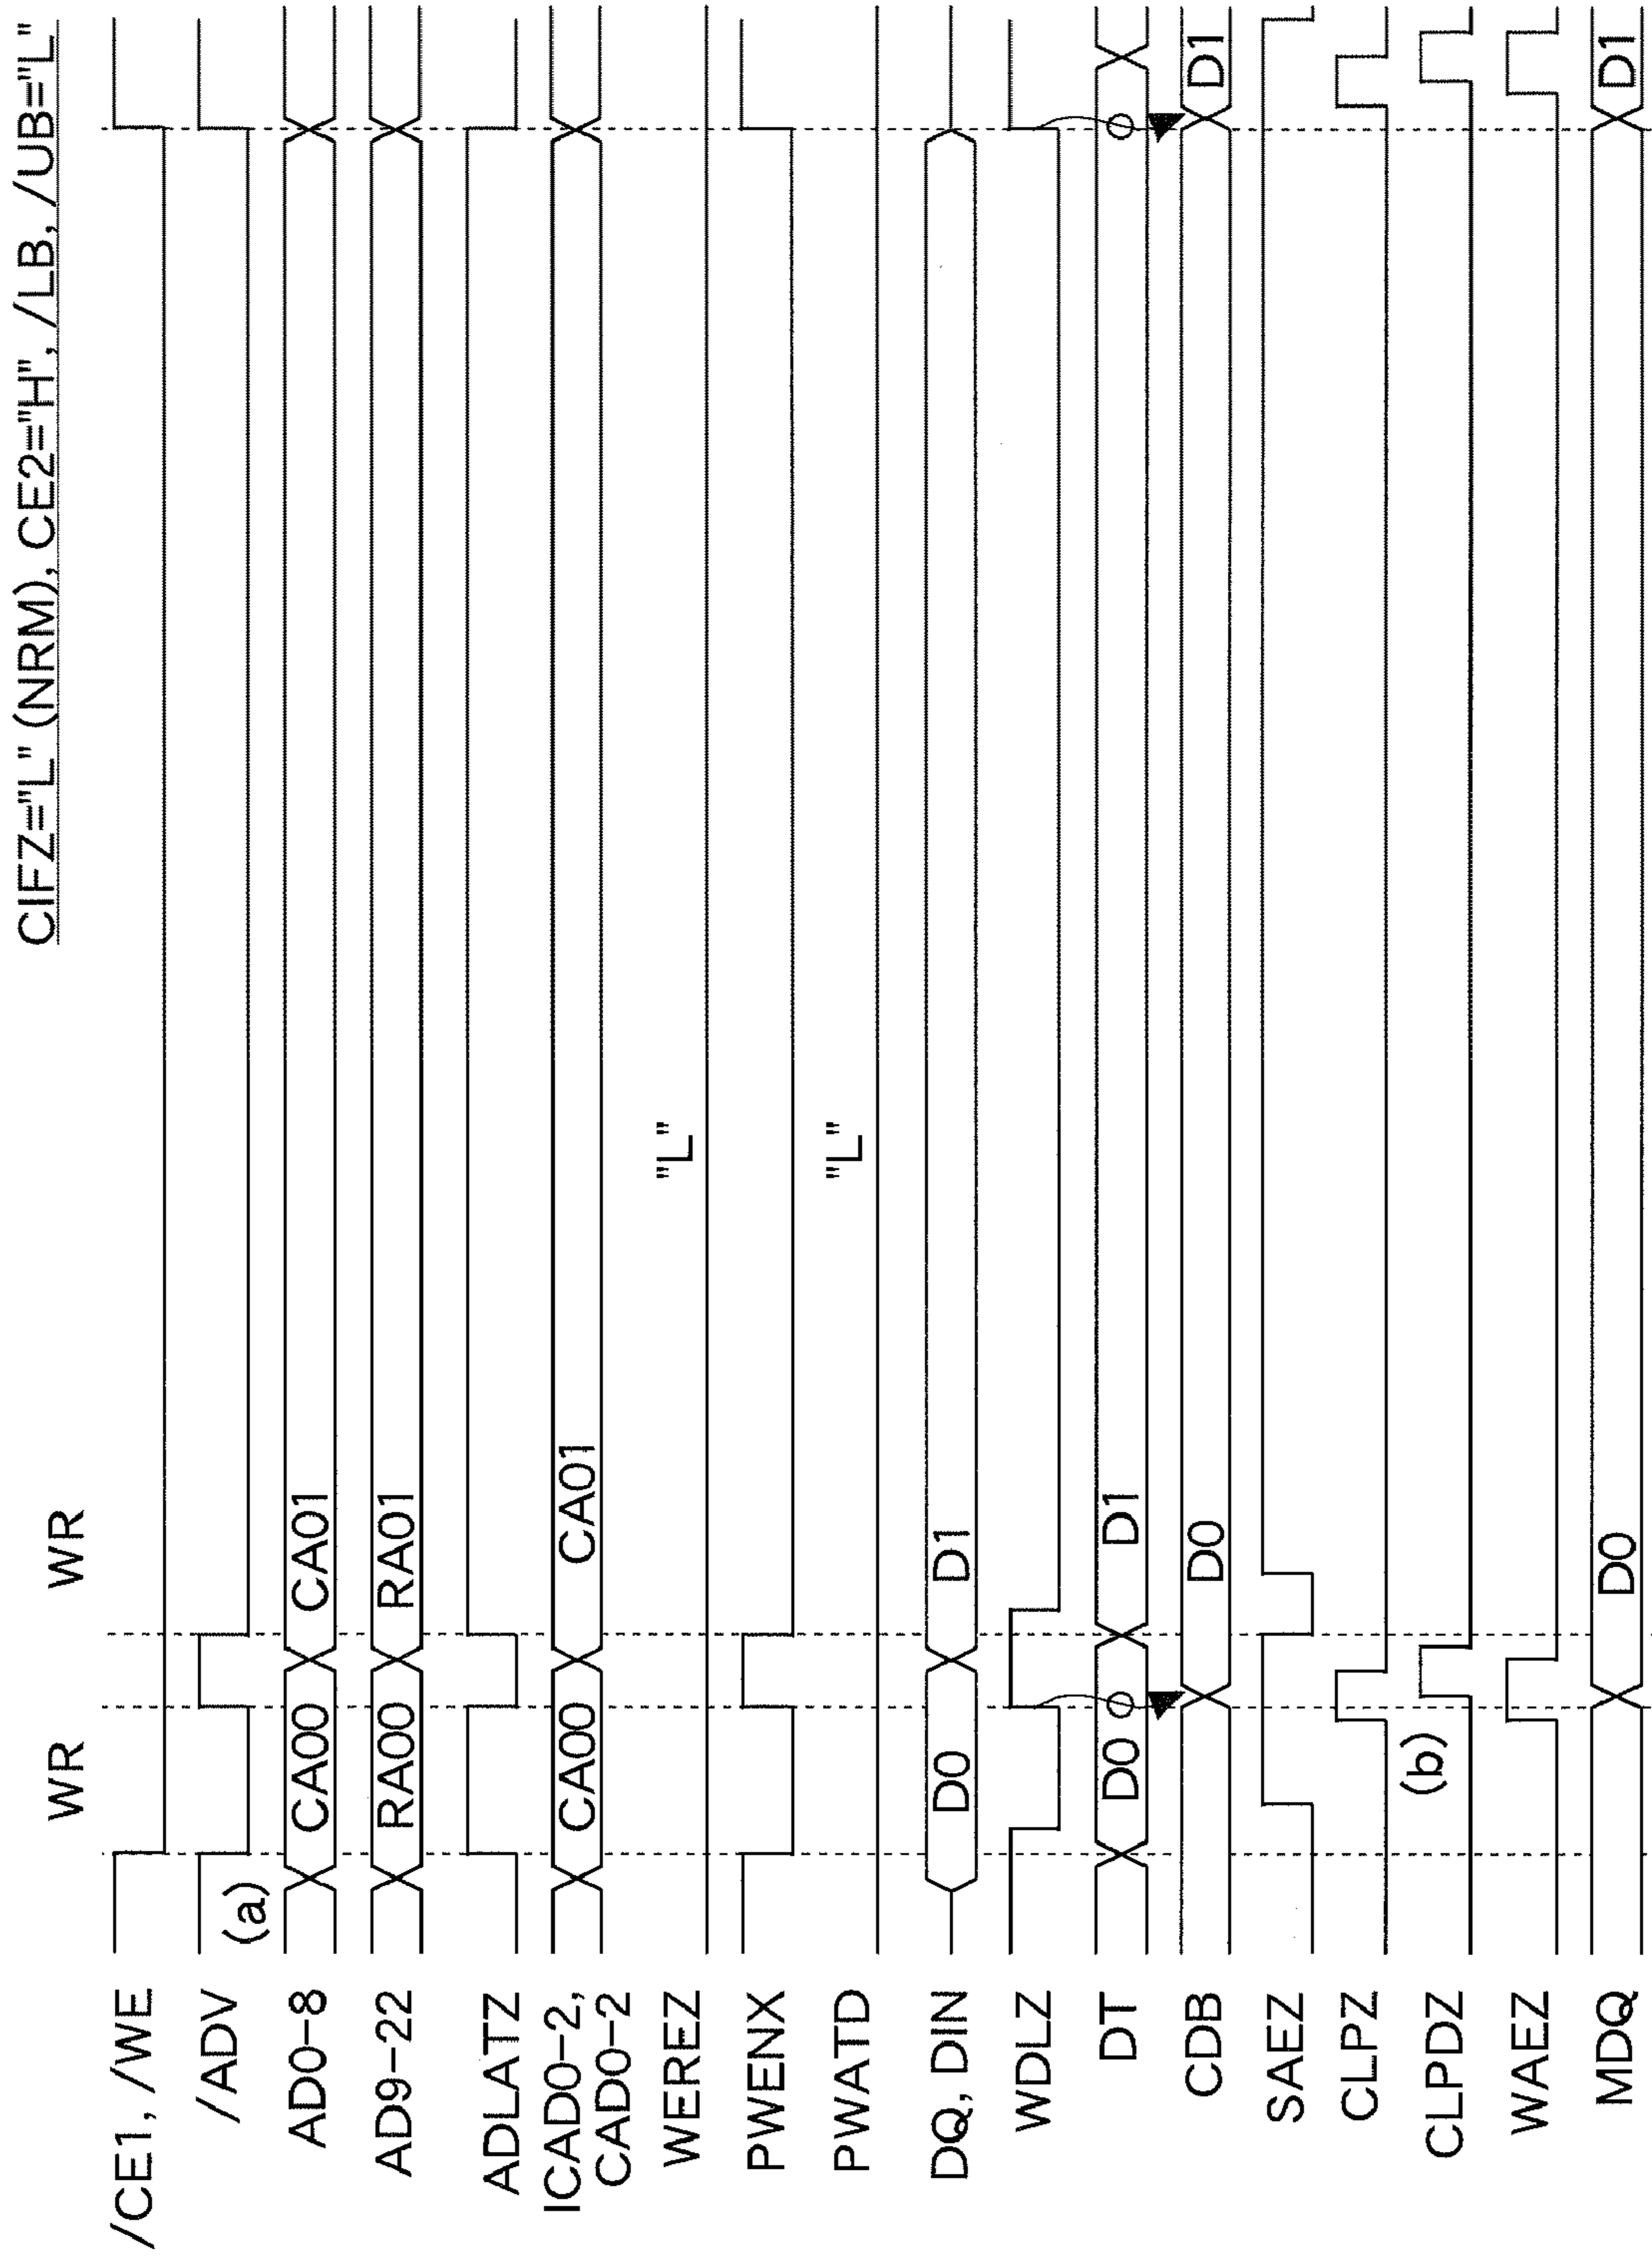 CIFZ="L" (NRM), CE2="H", /LB, /UB="L"
WR WR
/CE1, /WE
/ADV (a)
AD0-8 CA00 CA01
AD9-22 RA00 RA01
ADLATZ
ICAD0-2,
CAD0-2 CA00 CA01
WEREZ "L"
PWENX
PWATD "L"
DQ, DIN D0 D1
WDLZ
DT D0 D1
CDB D0 D1
SAEZ
CLPZ
CLPDZ (b)
WAEZ
MDQ D0 D1